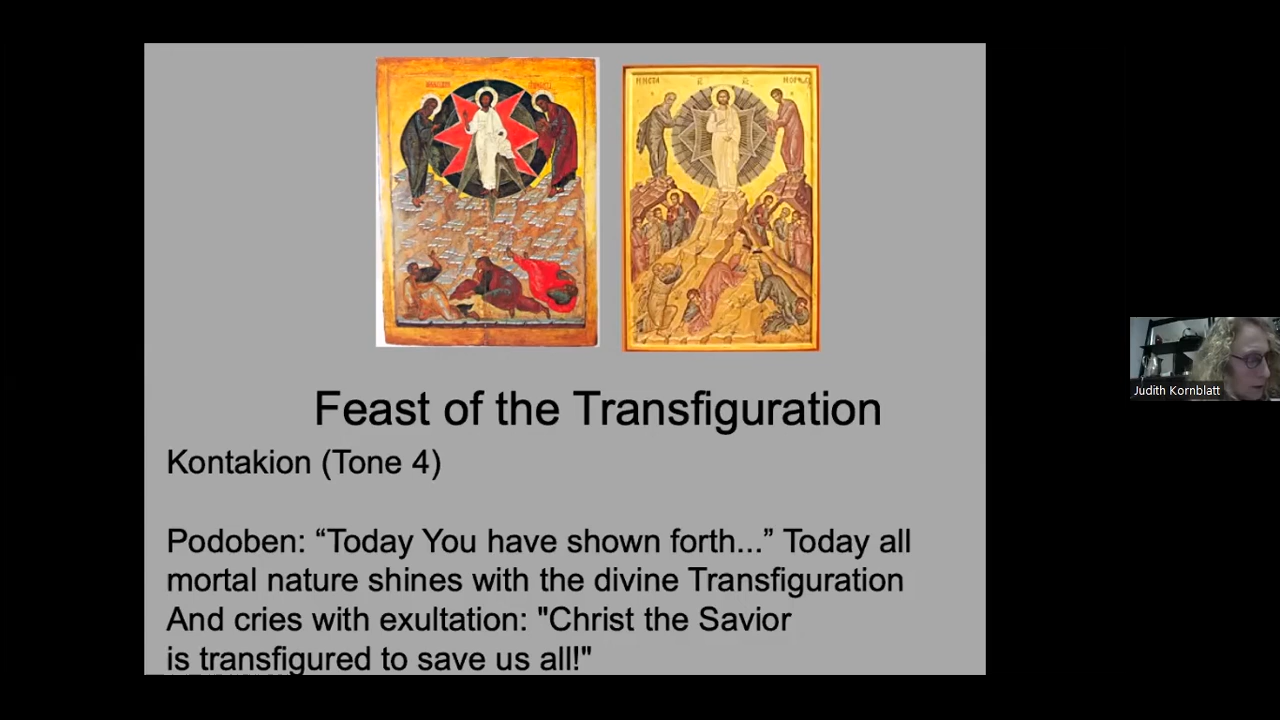 Feast of the Transfiguration
Kontakion (Tone 4)
Podoben: “Today You have shown forth...” Today all
mortal nature shines with the divine Transfiguration
And cries with exultation: "Christ the Savior
is transfigured to save us all!"
Judith Kornblatt